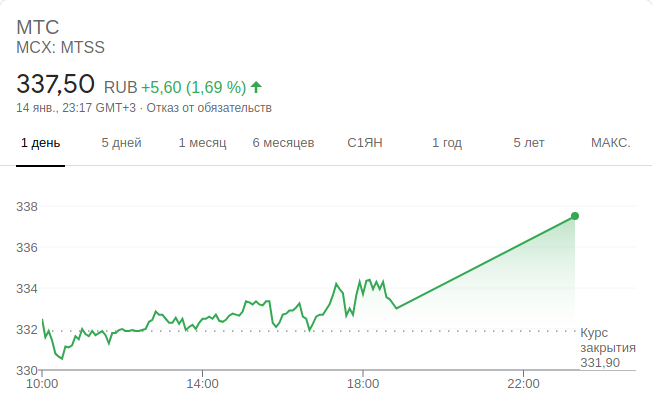 МТС
MCX: MTSS
337,50 RUB +5,60 (1,69 %)
14 янв., 23:17 GMT+3 · Отказ от обязательств
1 день 5 дней 1 месяц 6 месяцев С1ЯН 1 год 5 лет МАКС.
338
336
334
332
330
Курс
закрытия
331,90
10:00 14:00 18:00 22:00